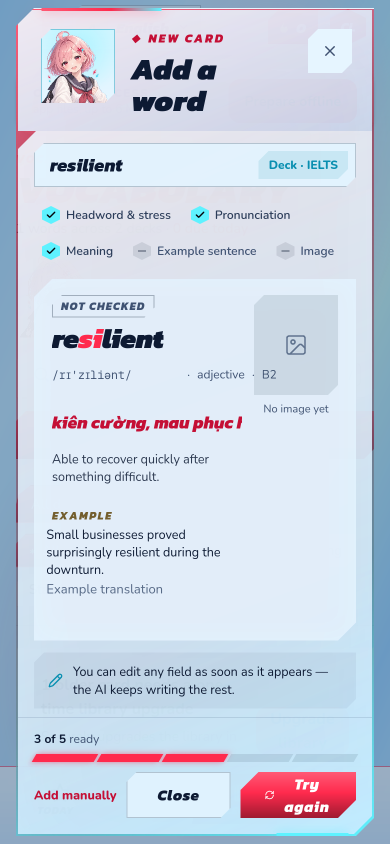 NEW CARD
Add a
word
resilient
Deck · IELTS
Headword & stress
Pronunciation
Meaning
Example sentence
Image
NOT CHECKED
resilient
/rɪˈzɪliənt/ · adjective · B2
No image yet
kiên cường, mau phục
Able to recover quickly after
something difficult.
EXAMPLE
Small businesses proved
surprisingly resilient during the
downturn.
Example translation
You can edit any field as soon as it appears —
the AI keeps writing the rest.
3 of 5 ready
Add manually
Close
Try
again